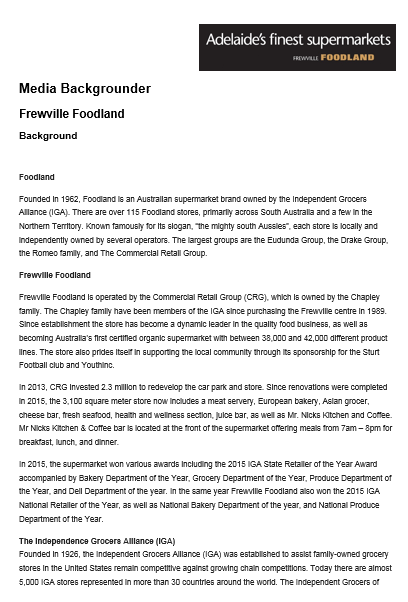 Adelaide's finest supermarkets
FREWVILLE FOODLAND
Media Backgrounder
Frewville Foodland
Background
Foodland
Founded in 1962, Foodland is an Australian supermarket brand owned by the Independent Grocers
Alliance (IGA). There are over 115 Foodland stores, primarily across South Australia and a few in the
Northern Territory. Known famously for its slogan, "the mighty south Aussies", each store is locally and
independently owned by several operators. The largest groups are the Eudunda Group, the Drake Group,
the Romeo family, and The Commercial Retail Group.
Frewville Foodland
Frewville Foodland is operated by the Commercial Retail Group (CRG), which is owned by the Chapley
family. The Chapley family have been members of the IGA since purchasing the Frewville centre in 1989.
Since establishment the store has become a dynamic leader in the quality food business, as well as
becoming Australia's first certified organic supermarket with between 38,000 and 42,000 different product
lines. The store also prides itself in supporting the local community through its sponsorship for the Sturt
Football club and YouthInc.
In 2013, CRG invested 2.3 million to redevelop the car park and store. Since renovations were completed
in 2015, the 3,100 square meter store now includes a meat servery, European bakery, Asian grocer,
cheese bar, fresh seafood, health and wellness section, juice bar, as well as Mr. Nicks Kitchen and Coffee.
Mr Nicks Kitchen & Coffee bar is located at the front of the supermarket offering meals from 7am – 8pm for
breakfast, lunch, and dinner.
In 2015, the supermarket won various awards including the 2015 IGA State Retailer of the Year Award
accompanied by Bakery Department of the Year, Grocery Department of the Year, Produce Department of
the Year, and Deli Department of the year. In the same year Frewville Foodland also won the 2015 IGA
National Retailer of the Year, as well as National Bakery Department of the year, and National Produce
Department of the Year.
The Independence Grocers Alliance (IGA)
Founded in 1926, the Independent Grocers Alliance (IGA) was established to assist family-owned grocery
stores in the United States remain competitive against growing chain competitions. Today there are almost
5,000 IGA stores represented in more than 30 countries around the world. The Independent Grocers of